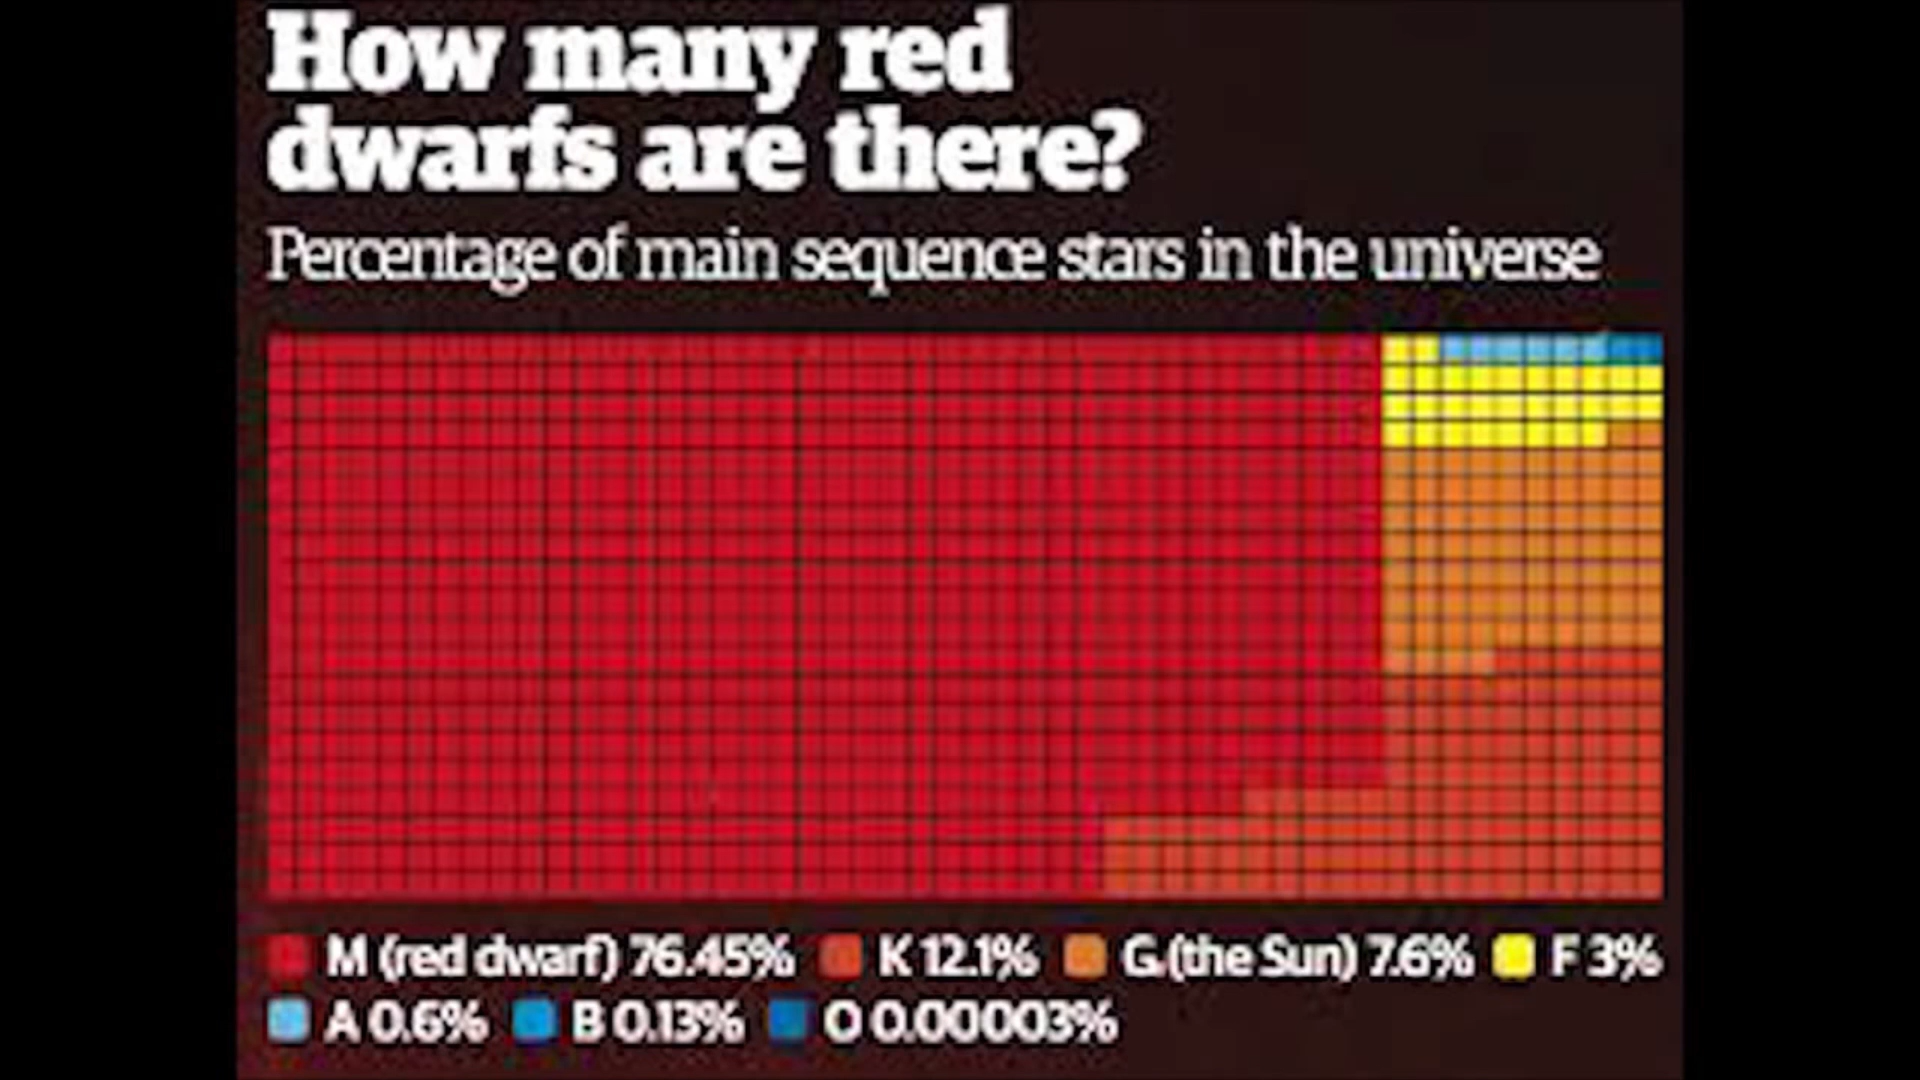 How many red
dwarfs are there?
Percentage of main sequence stars in the universe
M (red dwarf) 76.45% K 12.1% G (the Sun) 7.6% F 3%
A 0.6% B 0.13% O 0.00003%